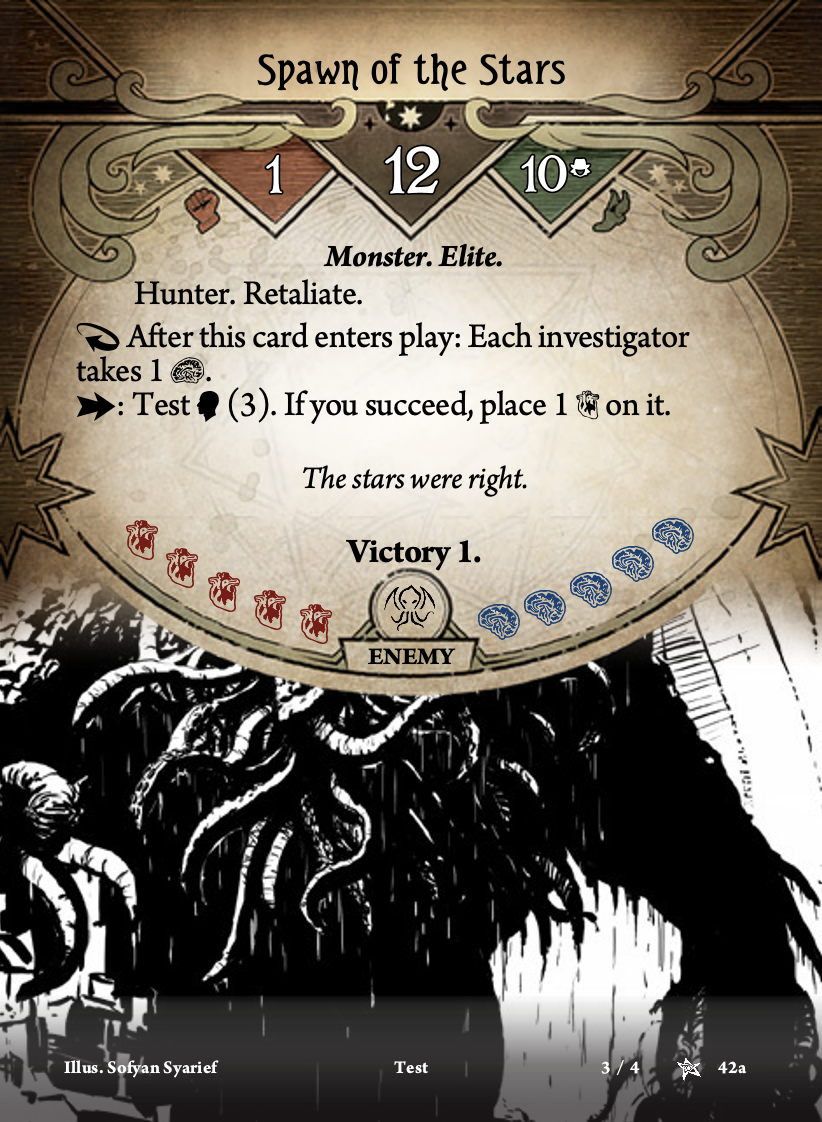 Spawn of the Stars
1
12
10
Monster. Elite.
Hunter. Retaliate.
After this card enters play: Each investigator
takes 1 .
: Test (3). If you succeed, place 1 on it.
The stars were right.
Victory 1.
ENEMY
Illus. Sofyan Syarief
Test
3 / 4
42a